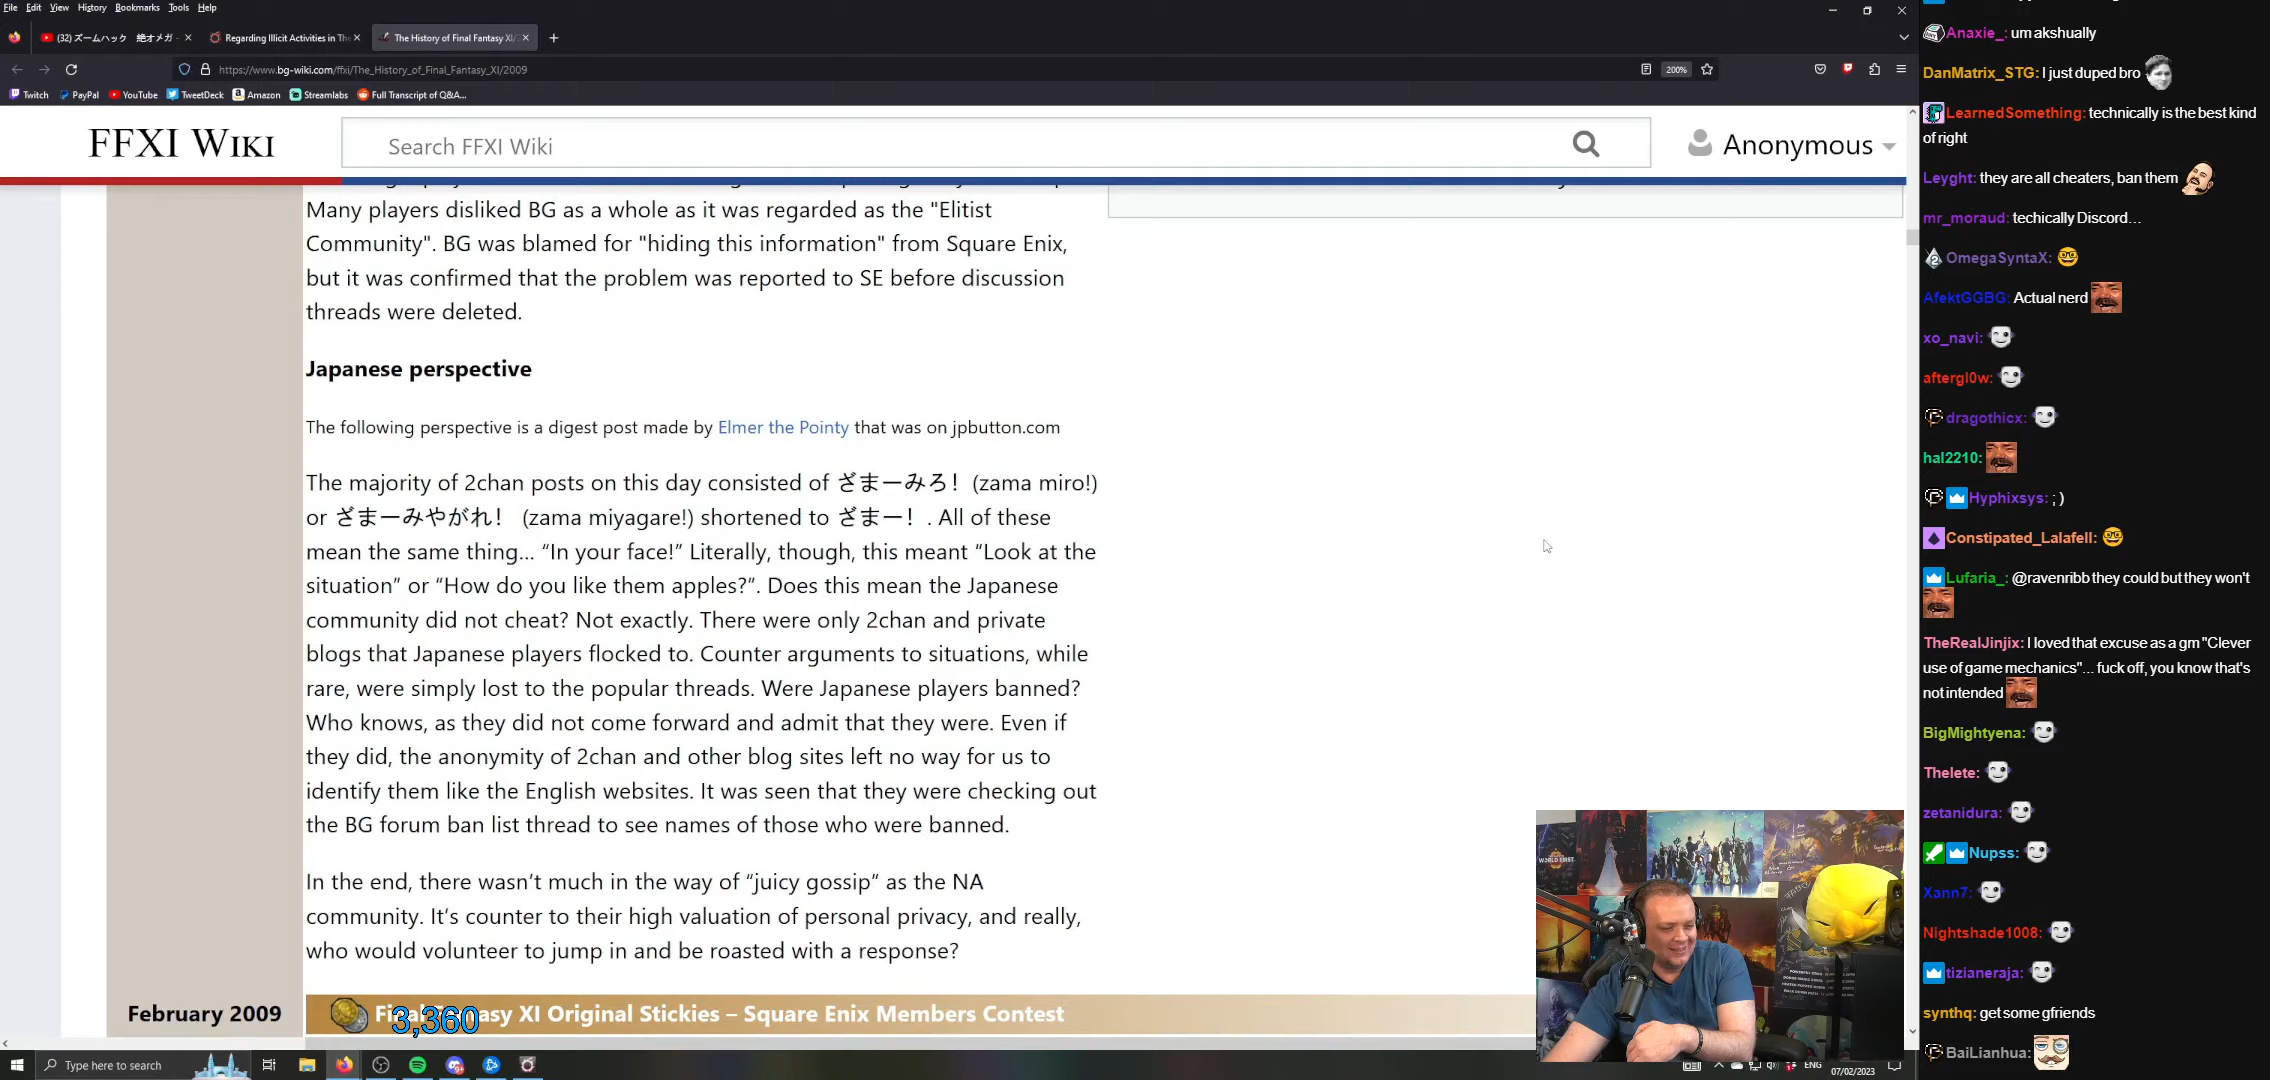 File Edit View History Bookmarks Tools Help
(32) ズームハック 絶オメガ -
Regarding Illicit Activities in The
The History of Final Fantasy XI/
https://www.bg-wiki.com/ffxi/The_History_of_Final_Fantasy_XI/2009
200%
Twitch PayPal YouTube TweetDeck Amazon Streamlabs Full Transcript of Q&A...
FFXI WIKI
Search FFXI Wiki
Anonymous
Many players disliked BG as a whole as it was regarded as the "Elitist
Community". BG was blamed for "hiding this information" from Square Enix,
but it was confirmed that the problem was reported to SE before discussion
threads were deleted.
Japanese perspective
The following perspective is a digest post made by Elmer the Pointy that was on jpbutton.com
The majority of 2chan posts on this day consisted of ざまーみろ！ (zama miro!)
or ざまーみやがれ！ (zama miyagare!) shortened to ざまー！. All of these
mean the same thing... “In your face!” Literally, though, this meant “Look at the
situation” or “How do you like them apples?”. Does this mean the Japanese
community did not cheat? Not exactly. There were only 2chan and private
blogs that Japanese players flocked to. Counter arguments to situations, while
rare, were simply lost to the popular threads. Were Japanese players banned?
Who knows, as they did not come forward and admit that they were. Even if
they did, the anonymity of 2chan and other blog sites left no way for us to
identify them like the English websites. It was seen that they were checking out
the BG forum ban list thread to see names of those who were banned.
In the end, there wasn’t much in the way of “juicy gossip” as the NA
community. It’s counter to their high valuation of personal privacy, and really,
who would volunteer to jump in and be roasted with a response?
February 2009
Final Fantasy XI Original Stickies – Square Enix Members Contest
3,360
WORLD FIRST
Type here to search
ENG
07/02/2023
Anaxie_: um akshually
DanMatrix_STG: I just duped bro
LearnedSomething: technically is the best kind
of right
Leyght: they are all cheaters, ban them
mr_moraud: techically Discord...
OmegaSyntaX:
AfektGGBG: Actual nerd
xo_navi:
aftergl0w:
dragothicx:
hal2210:
Hyphixsys: ; )
Constipated_Lalafell:
Lufaria_: @ravenribb they could but they won't
TheRealJinjix: I loved that excuse as a gm "Clever
use of game mechanics"... fuck off, you know that's
not intended
BigMightyena:
Thelete:
zetanidura:
Nupss:
Xann7:
Nightshade1008:
tizianeraja:
synthq: get some gfriends
BaiLianhua: